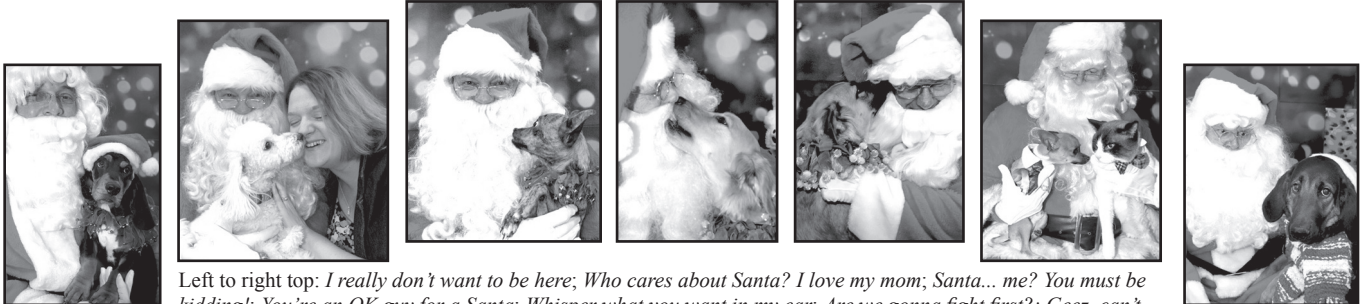 Left to right top: I really don't want to be here; Who cares about Santa? I love my mom; Santa... me? You must be
kidding!; You're an OK guy for a Santa; Whisper what you want in my ear; Are we gonna fight first?; Geez, can't